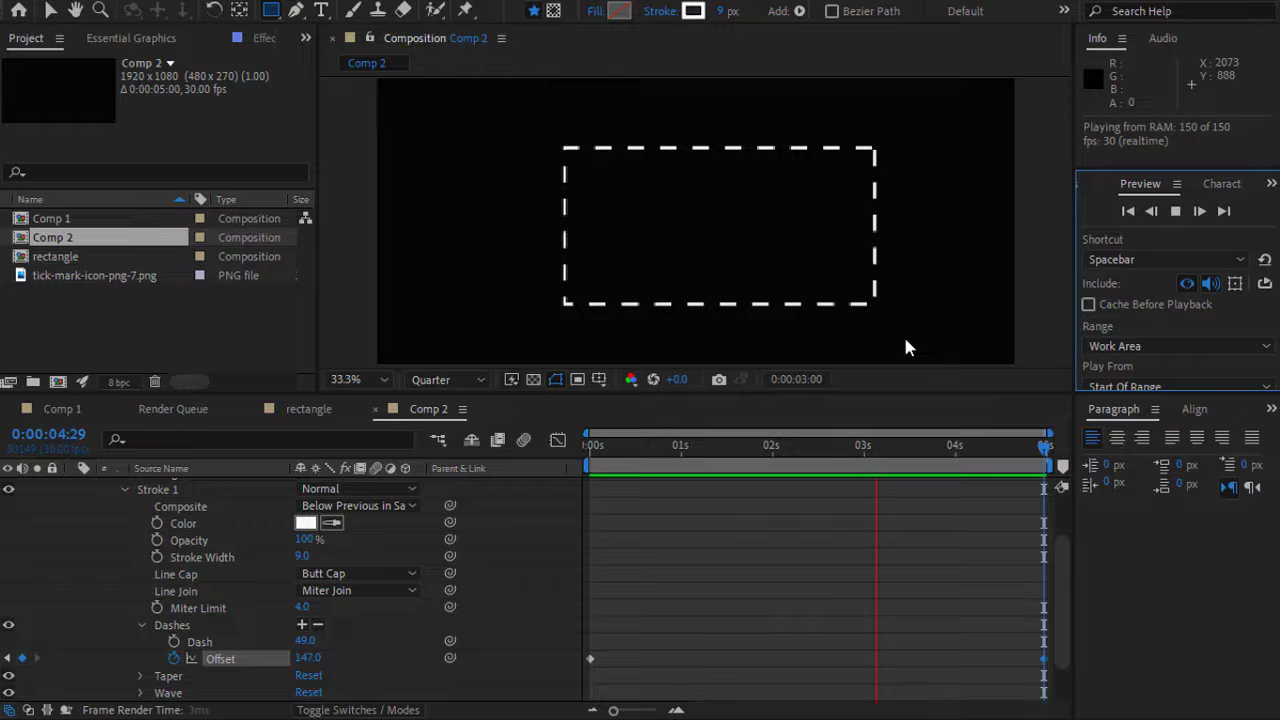 Fill: Stroke: 9 px Add: Bezier Path Default Search Help
Project Essential Graphics Effec
Composition Comp 2
Info Audio
Comp 2
Comp 2
1920 x 1080 (480 x 270) (1.00)
Δ 0:00:05:00, 30.00 fps
R :
G :
B :
A : 0
X : 2073
Y : 888
Playing from RAM: 150 of 150
fps: 30 (realtime)
Preview Charact
Name Type Size
Comp 1 Composition
Comp 2 Composition
rectangle Composition
tick-mark-icon-png-7.png PNG file
Shortcut
Spacebar
Include:
Cache Before Playback
Range
Work Area
Play From
Start Of Range
8 bpc
33.3% Quarter +0.0 0:00:03:00
Comp 1 Render Queue rectangle Comp 2
Paragraph Align
0:00:04:29
00149 (30.00 fps)
:00s 01s 02s 03s 04s
# Source Name Parent & Link
0 px 0 px 0 px
0 px 0 px
Stroke 1 Normal
Composite Below Previous in Sa
Color
Opacity 100 %
Stroke Width 9.0
Line Cap Butt Cap
Line Join Miter Join
Miter Limit 4.0
Dashes + −
Dash 49.0
Offset 147.0
Taper Reset
Wave Reset
Frame Render Time: 3ms Toggle Switches / Modes